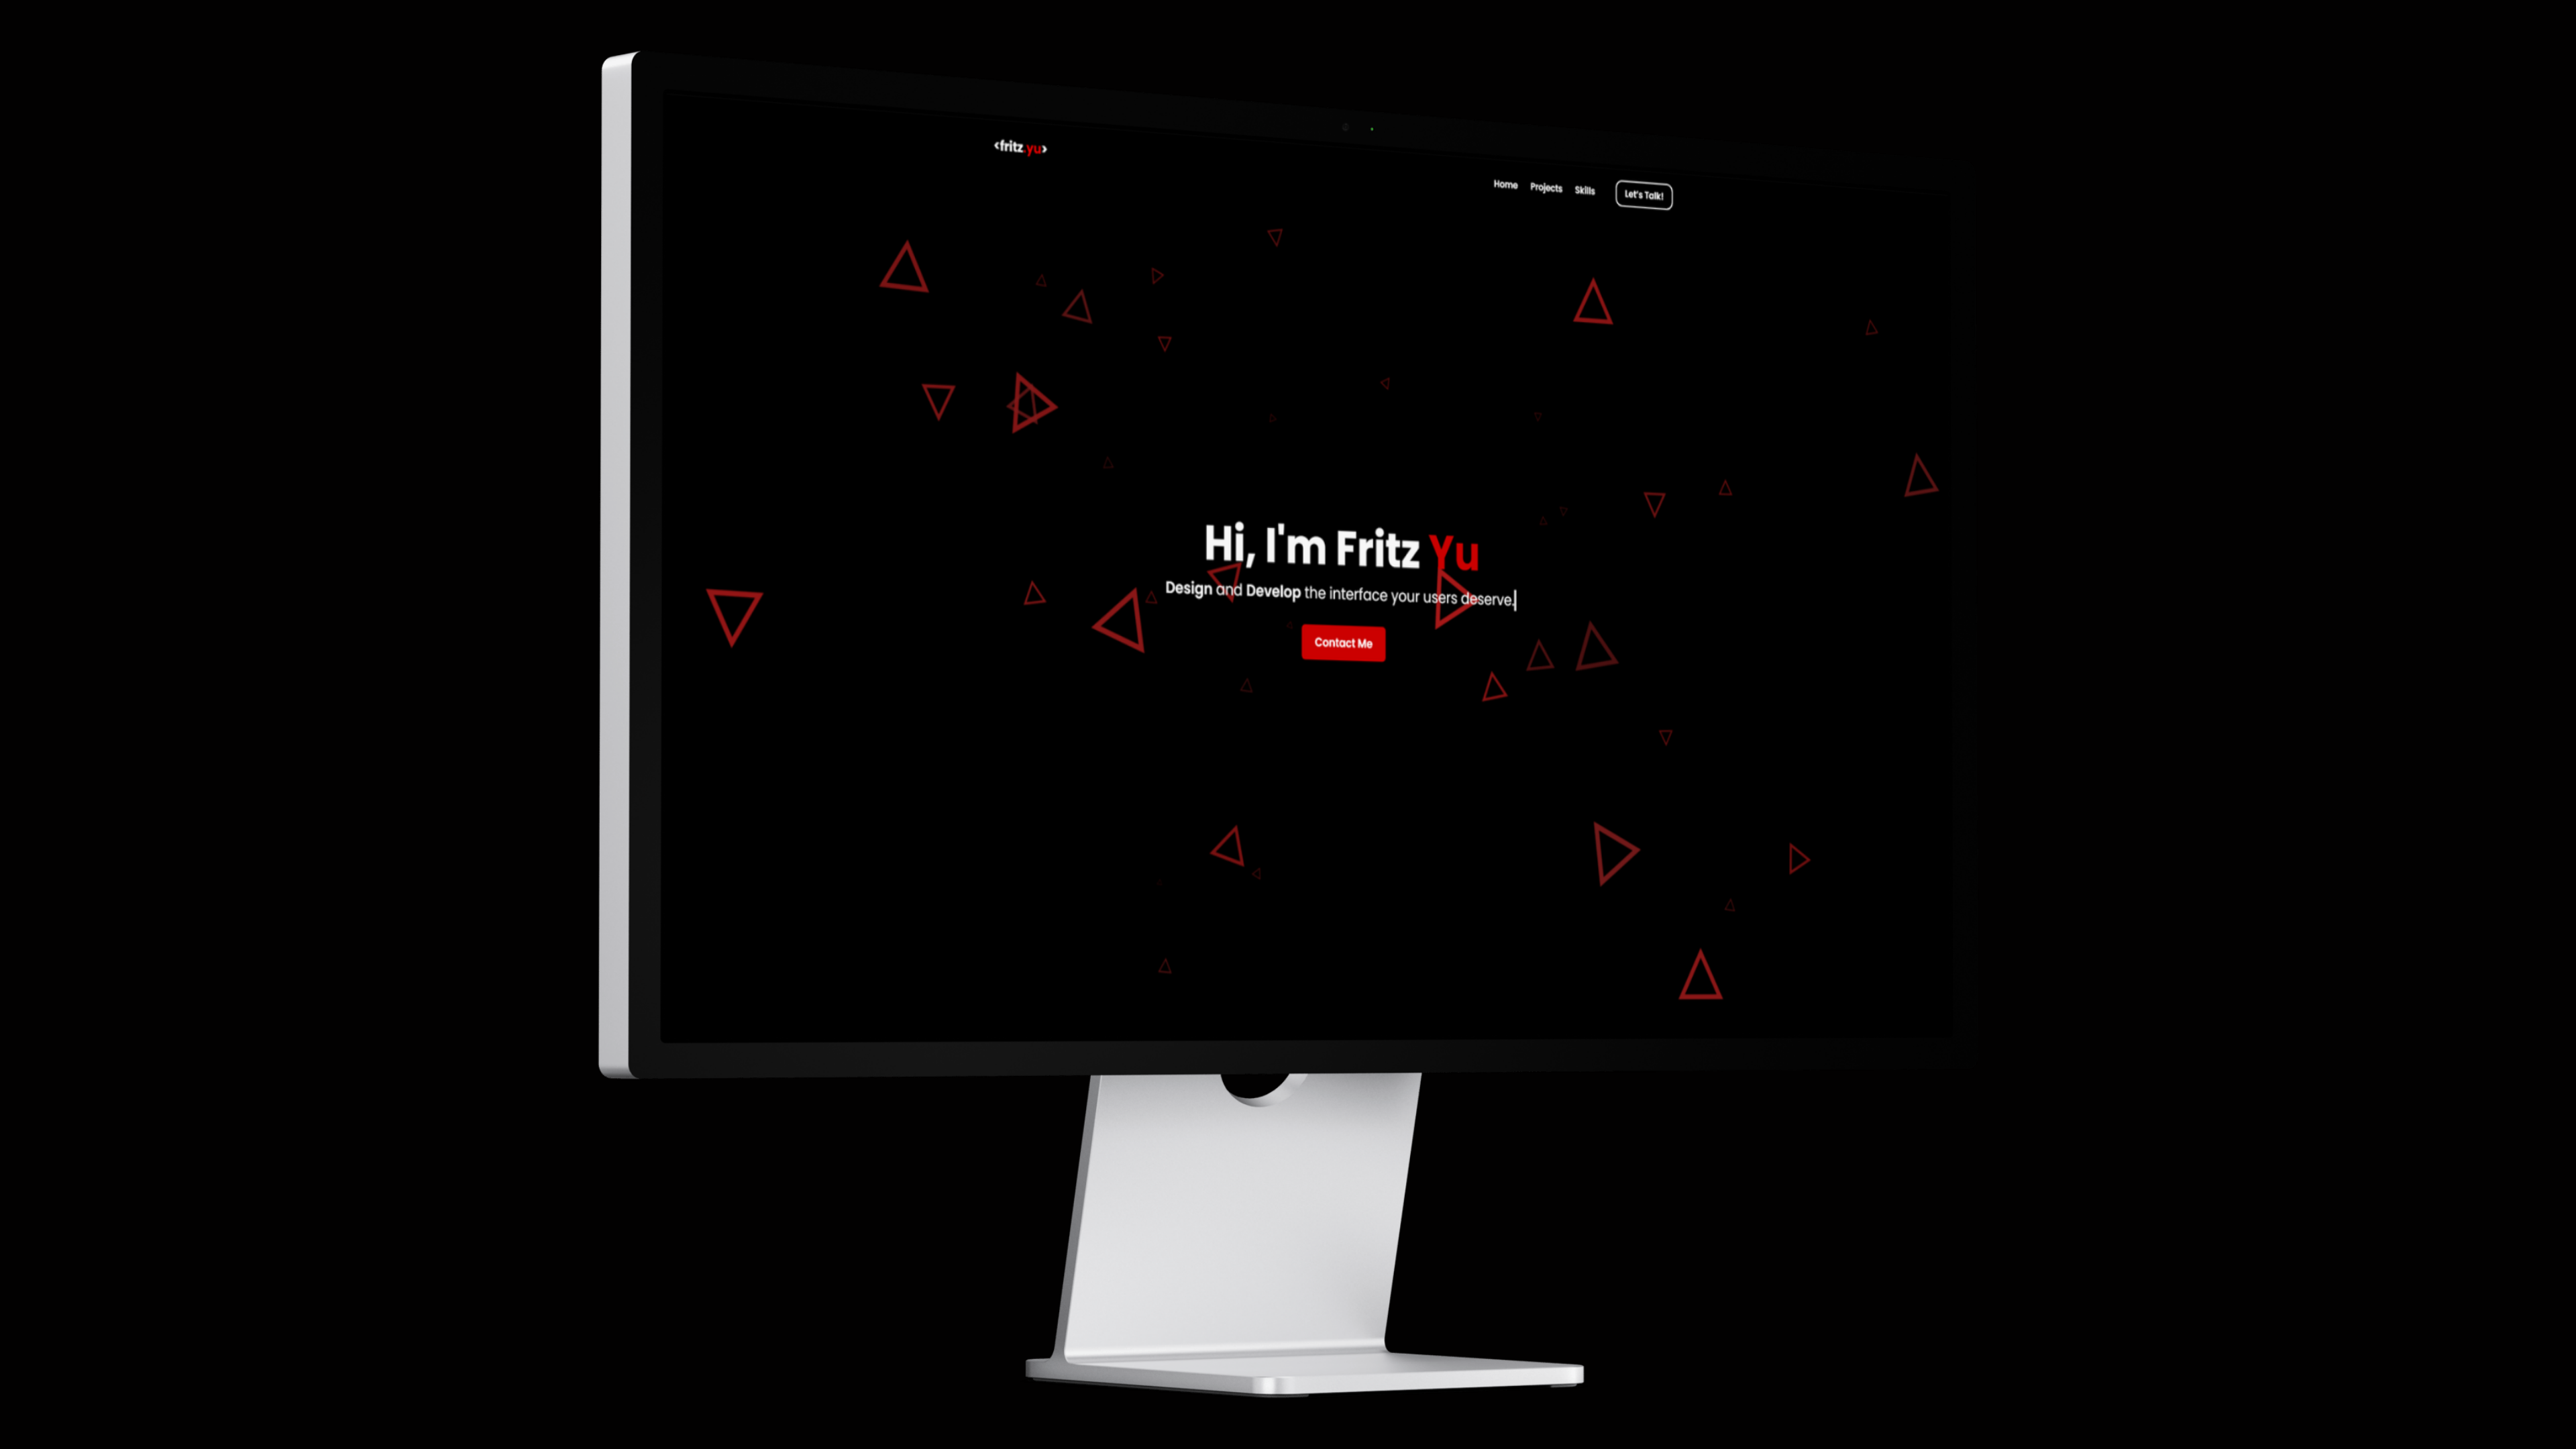 <fritz.yu>
Home Projects Skills Let's Talk!
Hi, I'm Fritz Yu
Design and Develop the interface your users deserve.
Contact Me